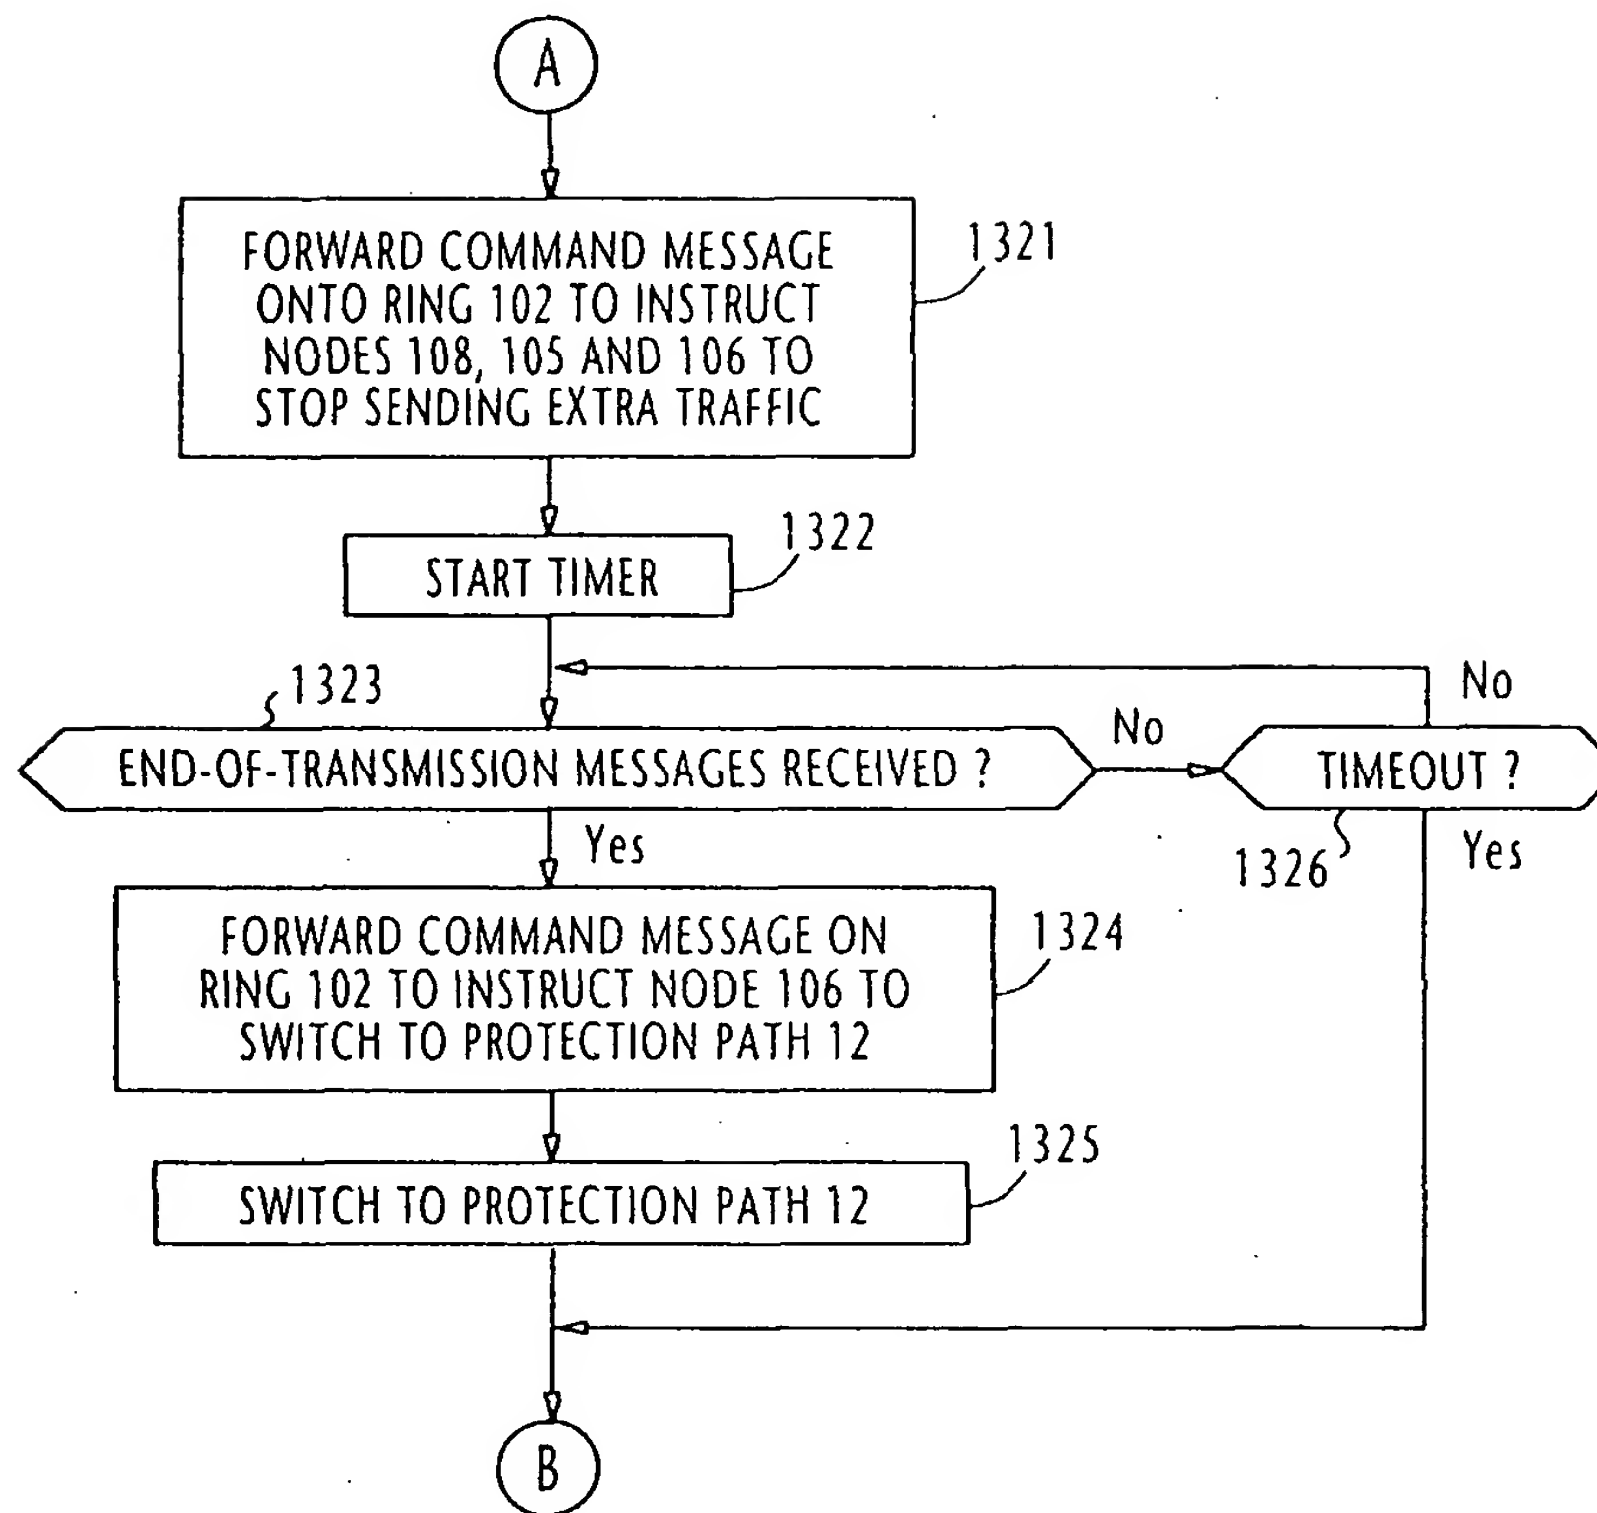 A
FORWARD COMMAND MESSAGE
ONTO RING 102 TO INSTRUCT
NODES 108, 105 AND 106 TO
STOP SENDING EXTRA TRAFFIC
1321
START TIMER
1322
1323
END-OF-TRANSMISSION MESSAGES RECEIVED ?
No
TIMEOUT ?
No
1326
Yes
Yes
FORWARD COMMAND MESSAGE ON
RING 102 TO INSTRUCT NODE 106 TO
SWITCH TO PROTECTION PATH 12
1324
SWITCH TO PROTECTION PATH 12
1325
B